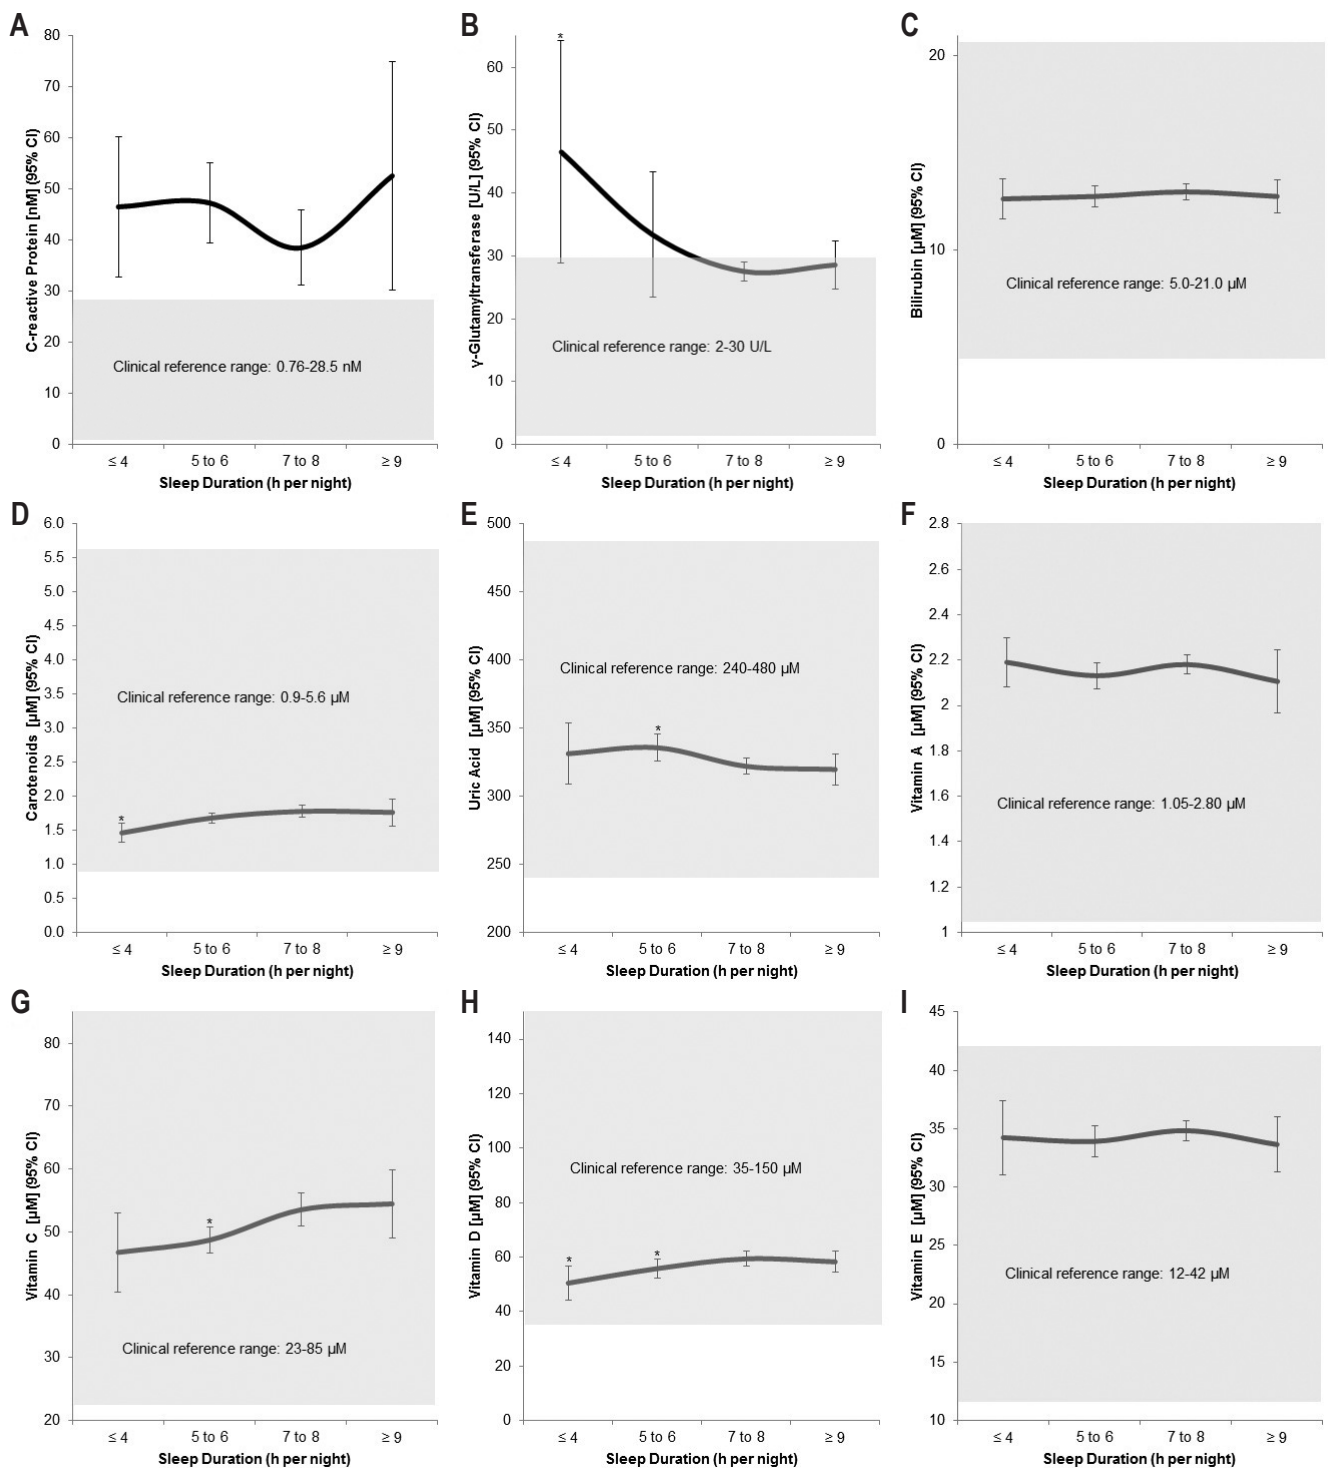 A
C-reactive Protein [nM] (95% CI)
80
70
60
50
40
30
20
10
0
Clinical reference range: 0.76-28.5 nM
≤ 4 5 to 6 7 to 8 ≥ 9
Sleep Duration (h per night)
B
γ-Glutamyltransferase [U/L] (95% CI)
60
50
40
30
20
10
0
*
Clinical reference range: 2-30 U/L
≤ 4 5 to 6 7 to 8 ≥ 9
Sleep Duration (h per night)
C
Bilirubin [µM] (95% CI)
20
10
0
Clinical reference range: 5.0-21.0 µM
≤ 4 5 to 6 7 to 8 ≥ 9
Sleep Duration (h per night)
D
Carotenoids [µM] (95% CI)
6.0
5.5
5.0
4.5
4.0
3.5
3.0
2.5
2.0
1.5
1.0
0.5
0.0
Clinical reference range: 0.9-5.6 µM
*
≤ 4 5 to 6 7 to 8 ≥ 9
Sleep Duration (h per night)
E
Uric Acid [µM] (95% CI)
500
450
400
350
300
250
200
Clinical reference range: 240-480 µM
*
≤ 4 5 to 6 7 to 8 ≥ 9
Sleep Duration (h per night)
F
Vitamin A [µM] (95% CI)
2.8
2.6
2.4
2.2
2
1.8
1.6
1.4
1.2
1
Clinical reference range: 1.05-2.80 µM
≤ 4 5 to 6 7 to 8 ≥ 9
Sleep Duration (h per night)
G
Vitamin C [µM] (95% CI)
80
70
60
50
40
30
20
*
Clinical reference range: 23-85 µM
≤ 4 5 to 6 7 to 8 ≥ 9
Sleep Duration (h per night)
H
Vitamin D [µM] (95% CI)
140
120
100
80
60
40
20
0
Clinical reference range: 35-150 µM
* *
≤ 4 5 to 6 7 to 8 ≥ 9
Sleep Duration (h per night)
I
Vitamin E [µM] (95% CI)
45
40
35
30
25
20
15
10
Clinical reference range: 12-42 µM
≤ 4 5 to 6 7 to 8 ≥ 9
Sleep Duration (h per night)